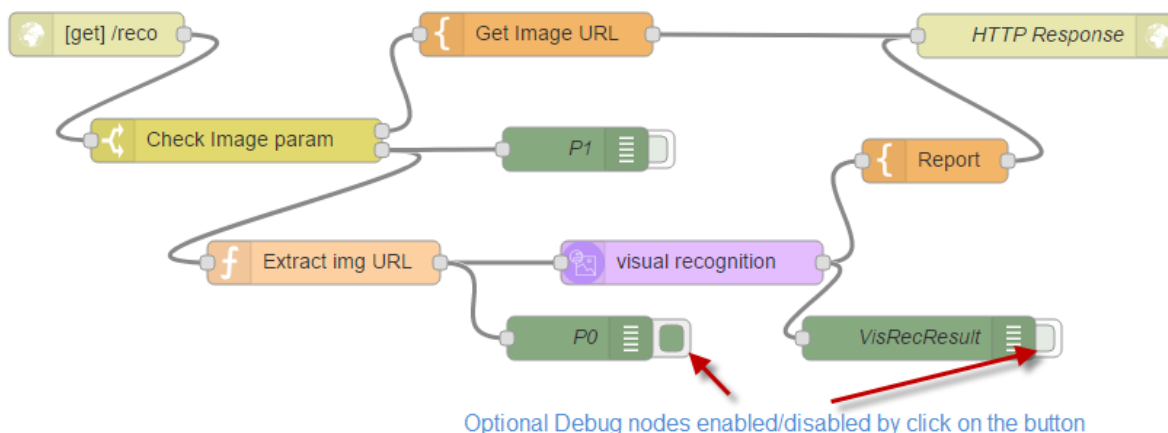 [get] /reco
Get Image URL
HTTP Response
Check Image param
P1
Report
Extract img URL
visual recognition
P0
VisRecResult
Optional Debug nodes enabled/disabled by click on the button